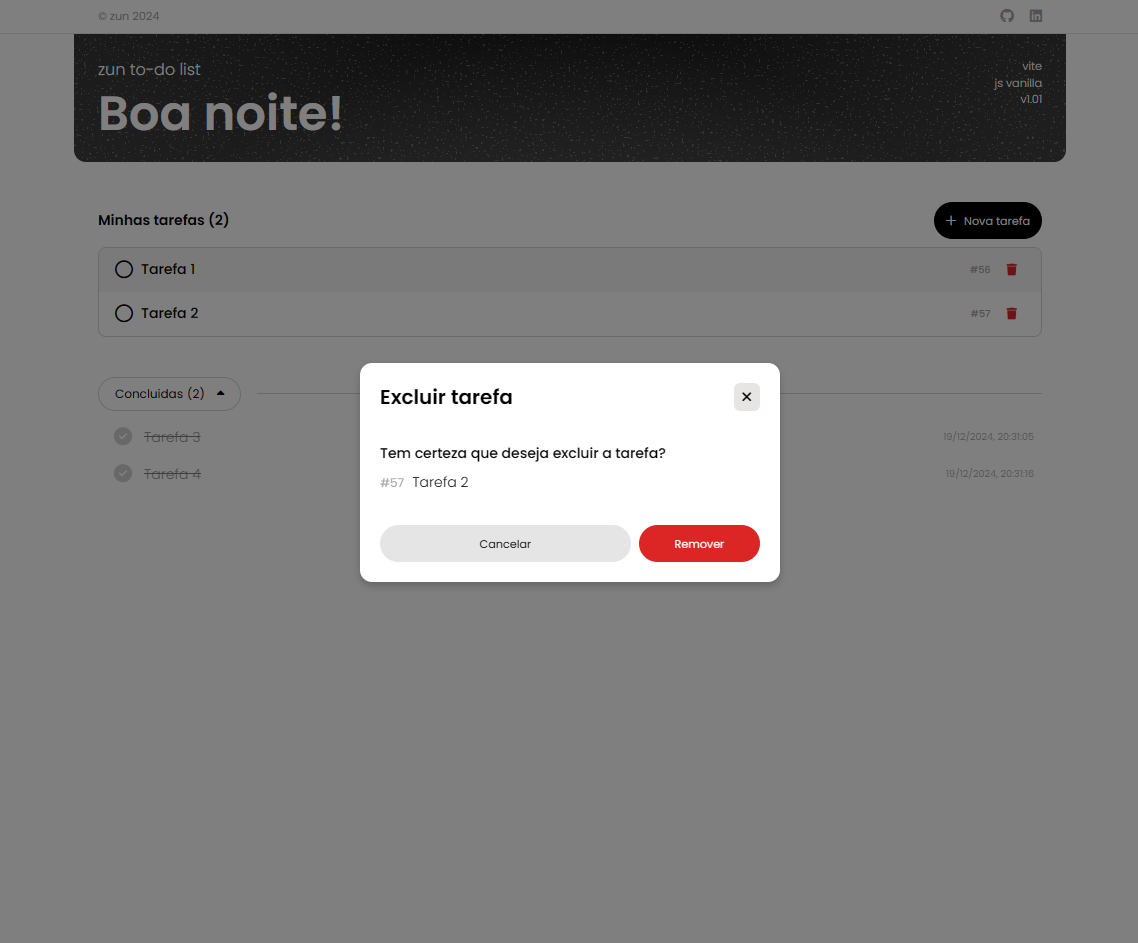 © zun 2024
zun to-do list
Boa noite!
vite
js vanilla
v1.01
Minhas tarefas (2)
+ Nova tarefa
Tarefa 1 #56
Tarefa 2 #57
Concluidas (2)
Tarefa 3 19/12/2024, 20:31:05
Tarefa 4 19/12/2024, 20:31:16
Excluir tarefa
Tem certeza que deseja excluir a tarefa?
#57 Tarefa 2
Cancelar Remover